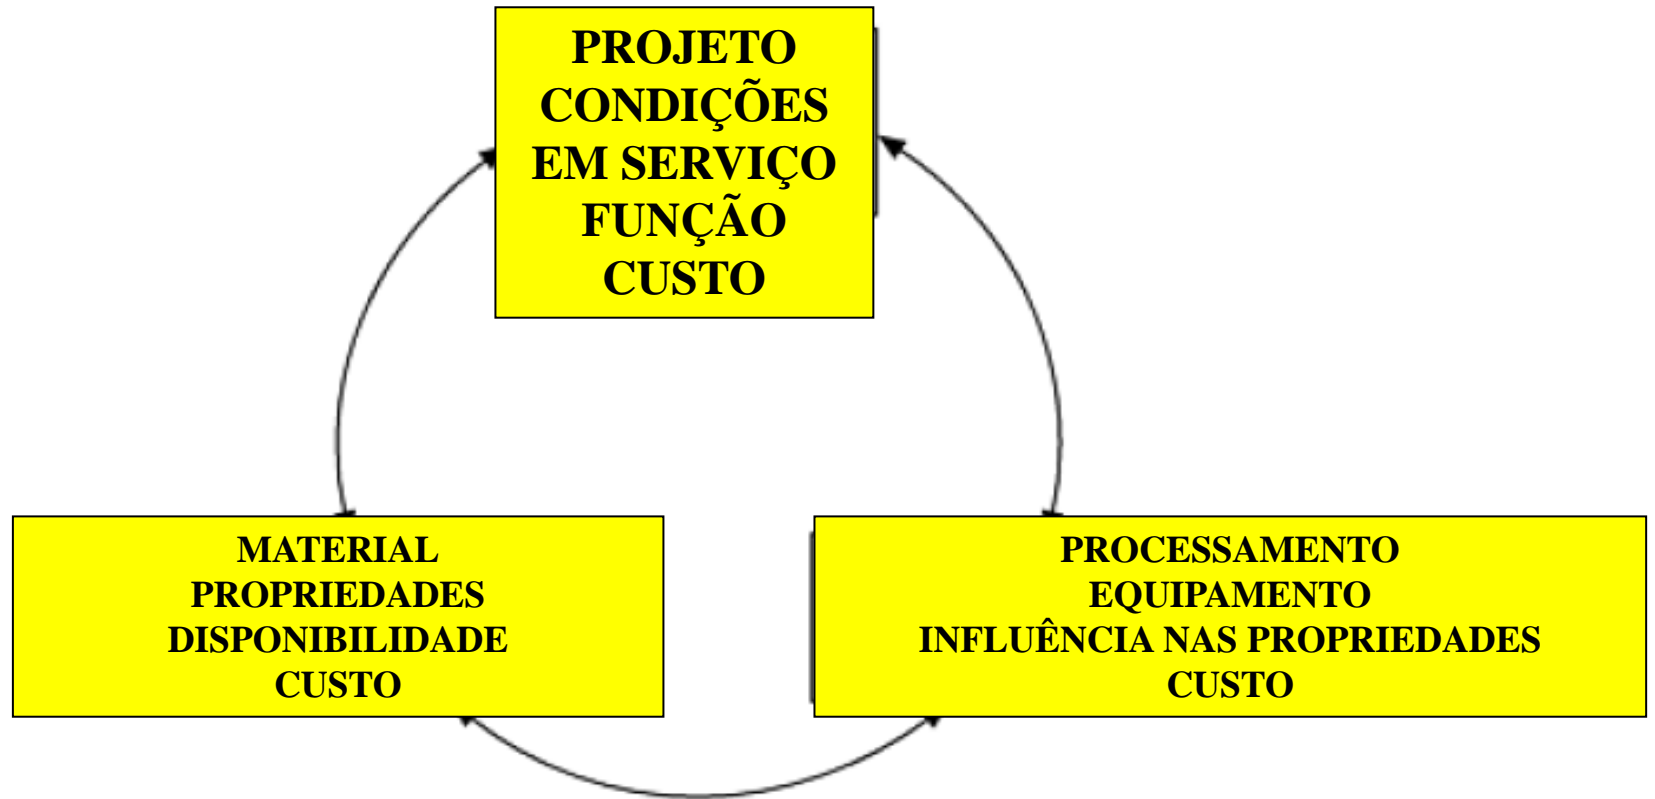 PROJETO
CONDIÇÕES
EM SERVIÇO
FUNÇÃO
CUSTO
MATERIAL
PROPRIEDADES
DISPONIBILIDADE
CUSTO
PROCESSAMENTO
EQUIPAMENTO
INFLUÊNCIA NAS PROPRIEDADES
CUSTO